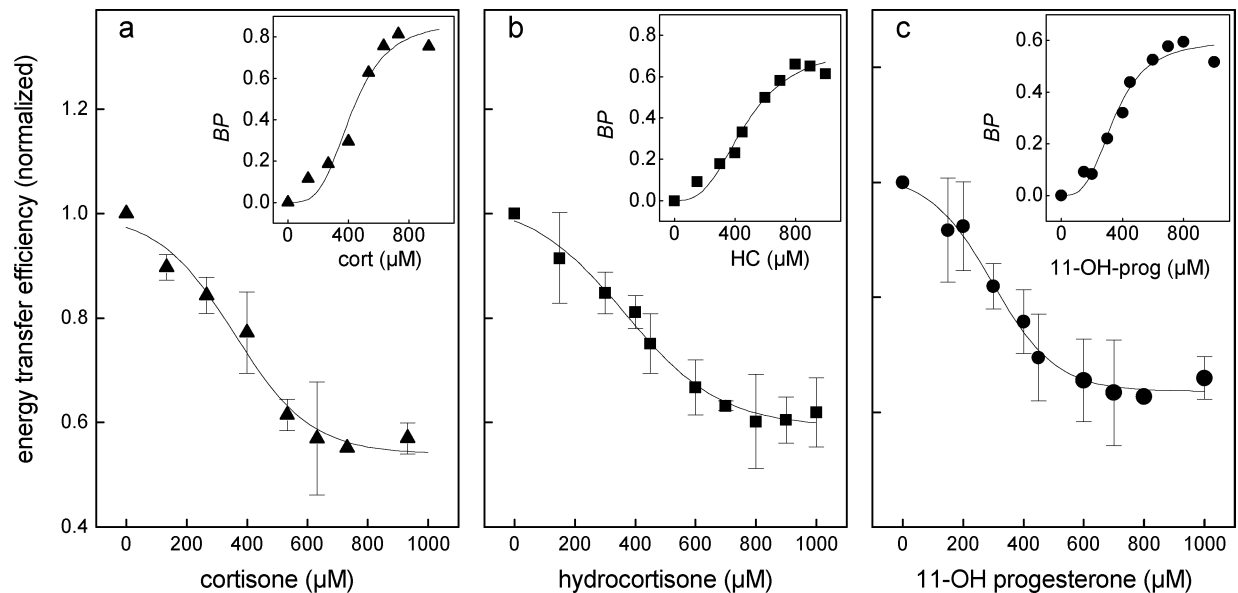 energy transfer efficiency (normalized)
1.2
1.0
0.8
0.6
0.4
a
0 200 400 600 800 1000
cortisone (µM)
BP
0.8
0.6
0.4
0.2
0.0
0 400 800
cort (µM)
b
0 200 400 600 800 1000
hydrocortisone (µM)
BP
0.8
0.6
0.4
0.2
0.0
0 400 800
HC (µM)
c
0 200 400 600 800 1000
11-OH progesterone (µM)
BP
0.6
0.4
0.2
0.0
0 400 800
11-OH-prog (µM)